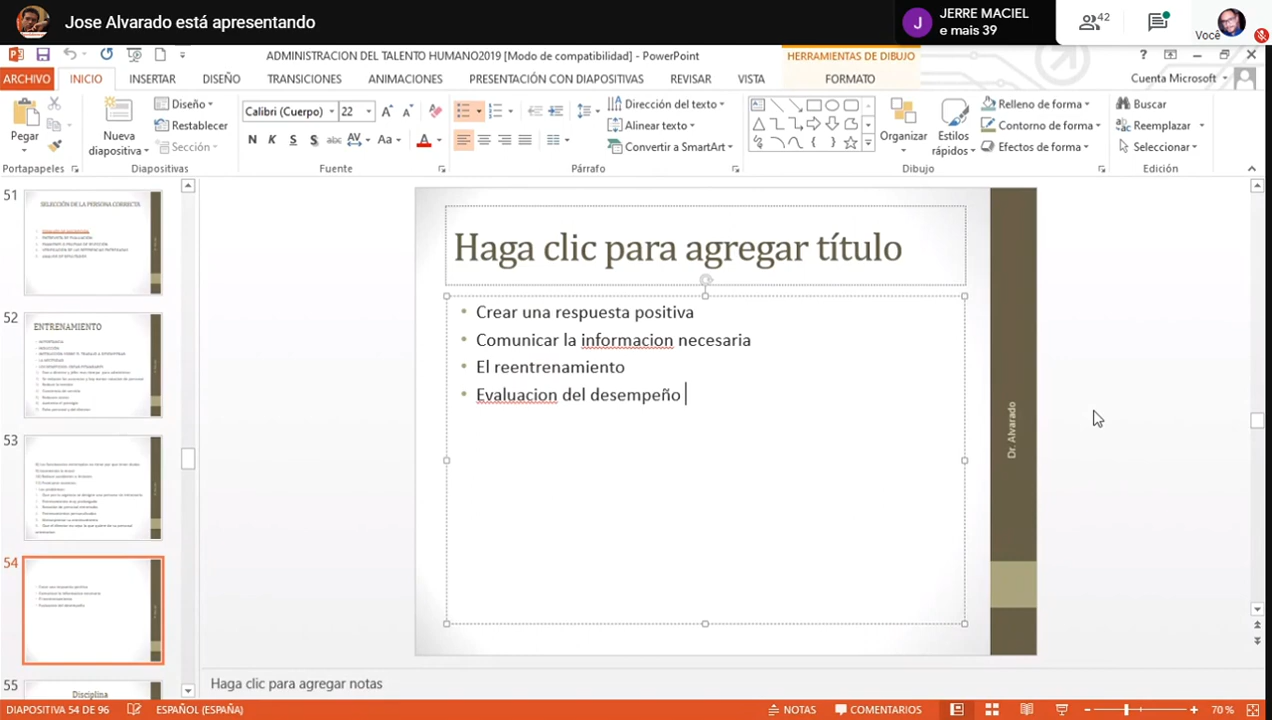 Jose Alvarado está apresentando
J
JERRE MACIEL
e mais 39
42
Você
ADMINISTRACION DEL TALENTO HUMANO2019 [Modo de compatibilidad] - PowerPoint
HERRAMIENTAS DE DIBUJO
?
ARCHIVO
INICIO
INSERTAR
DISEÑO
TRANSICIONES
ANIMACIONES
PRESENTACIÓN CON DIAPOSITIVAS
REVISAR
VISTA
FORMATO
Cuenta Microsoft
Pegar
Nueva
diapositiva
Diseño
Restablecer
Sección
Calibri (Cuerpo)
22
N K S S abc AV Aa A
Dirección del texto
Alinear texto
Convertir a SmartArt
Organizar
Estilos
rápidos
Relleno de forma
Contorno de forma
Efectos de forma
Buscar
Reemplazar
Seleccionar
Portapapeles
Diapositivas
Fuente
Párrafo
Dibujo
Edición
51
SELECCIÓN DE LA PERSONA CORRECTA
52
ENTRENAMIENTO
53
54
55
Disciplina
Haga clic para agregar título
• Crear una respuesta positiva
• Comunicar la informacion necesaria
• El reentrenamiento
• Evaluacion del desempeño
Dr. Alvarado
Haga clic para agregar notas
DIAPOSITIVA 54 DE 96
ESPAÑOL (ESPAÑA)
NOTAS
COMENTARIOS
70 %